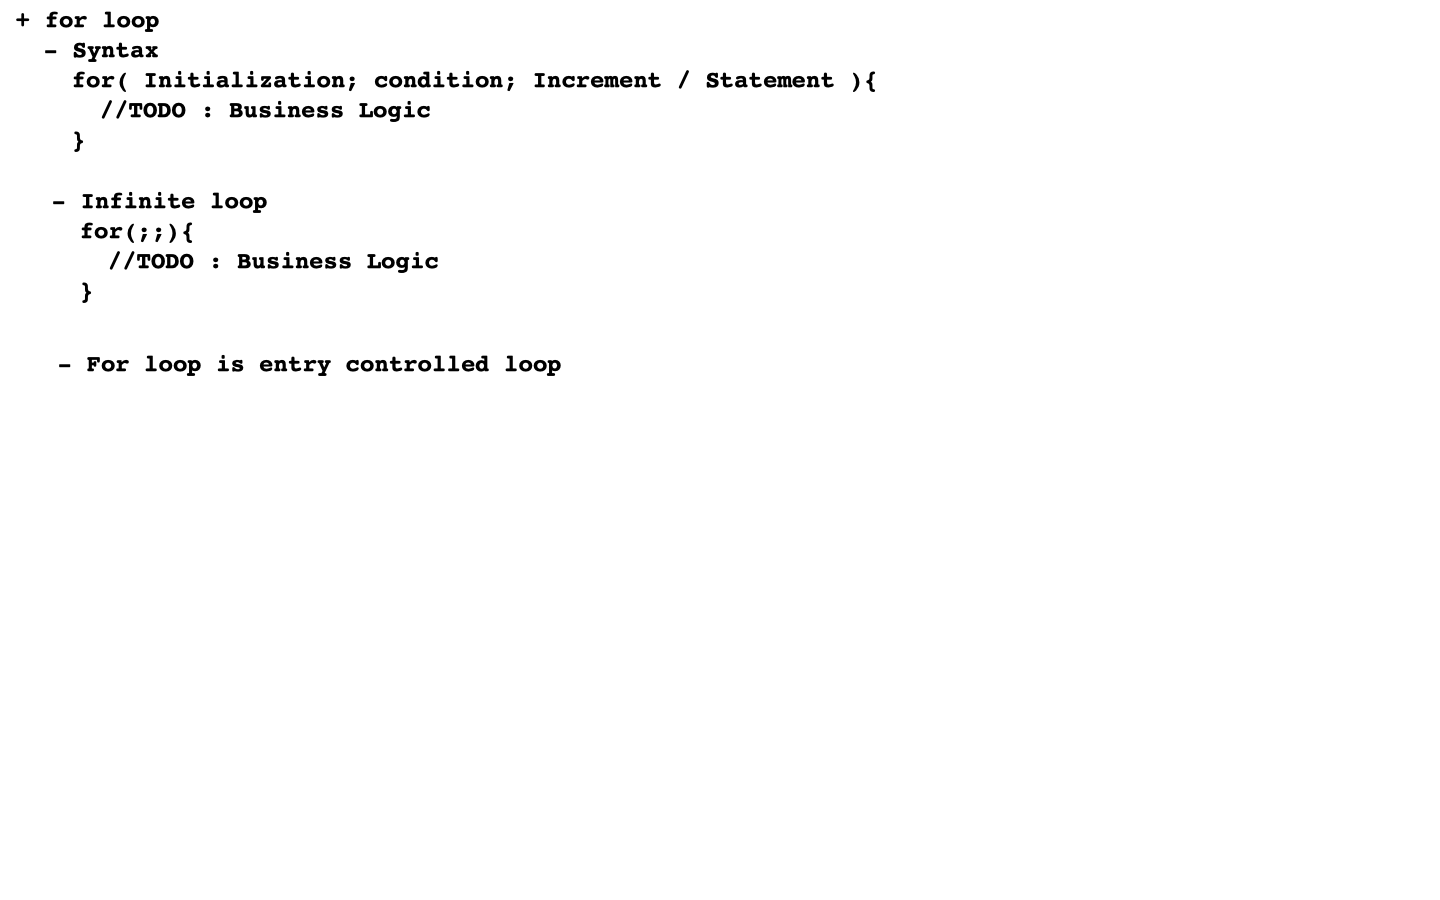 + for loop
- Syntax
for( Initialization; condition; Increment / Statement ){
//TODO : Business Logic
}
- Infinite loop
for(;;){
//TODO : Business Logic
}
- For loop is entry controlled loop